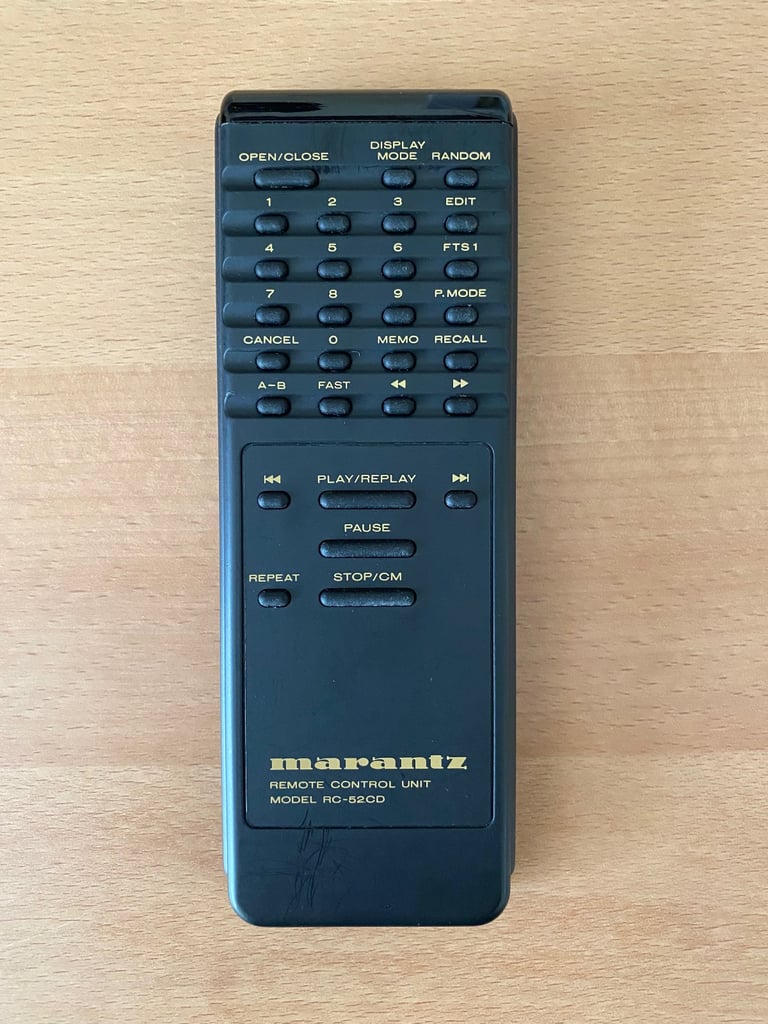 OPEN/CLOSE DISPLAY MODE RANDOM
1 2 3 EDIT
4 5 6 FTS 1
7 8 9 P.MODE
CANCEL 0 MEMO RECALL
A-B FAST
PLAY/REPLAY
PAUSE
REPEAT STOP/CM
marantz
REMOTE CONTROL UNIT
MODEL RC-52CD